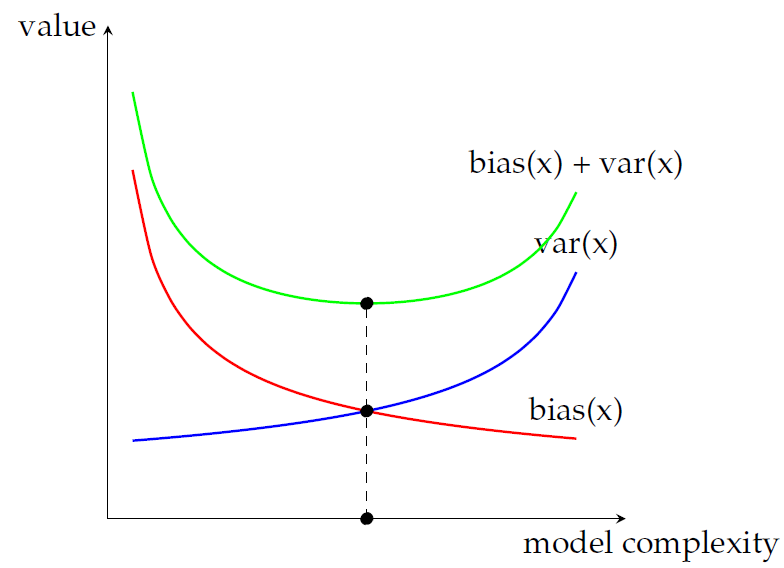 value
bias(x) + var(x)
var(x)
bias(x)
model complexity